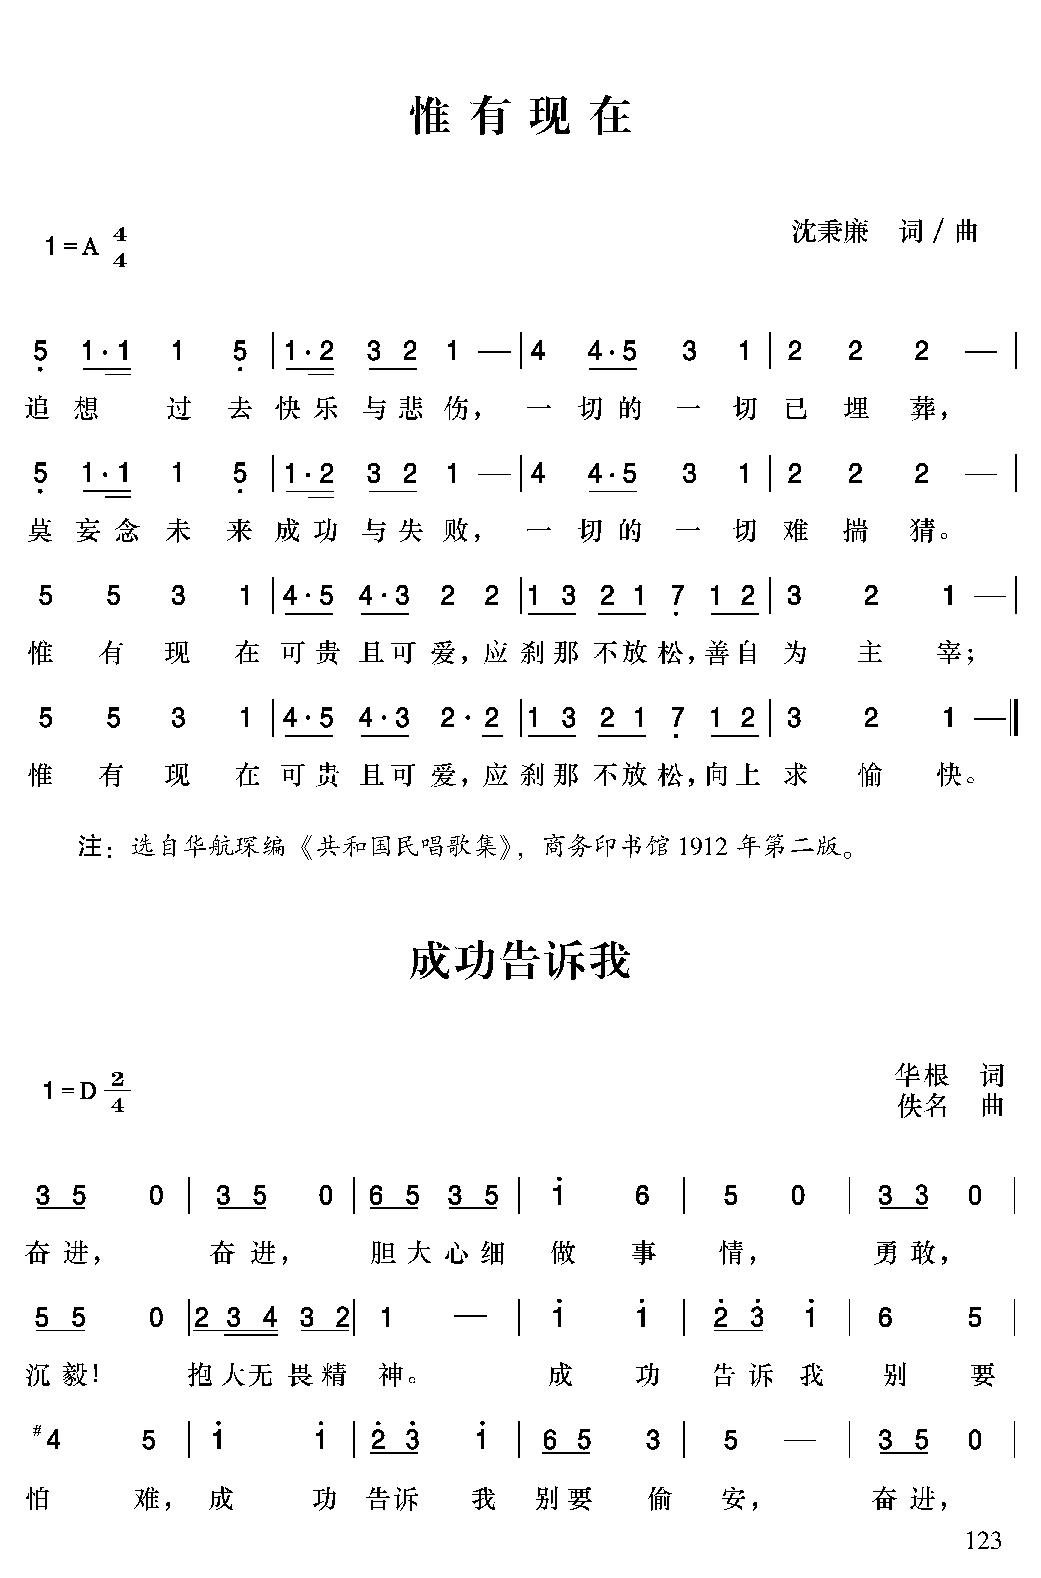 惟有现在
沈秉廉 词/曲
1=A 4/4
5 1·1 1 5 | 1·2 3 2 1 — | 4 4·5 3 1 | 2 2 2 — |
追 想 过 去 快 乐 与 悲 伤， 一 切 的 一 切 已 埋 葬，
5 1·1 1 5 | 1·2 3 2 1 — | 4 4·5 3 1 | 2 2 2 — |
莫 妄 念 未 来 成 功 与 失 败， 一 切 的 一 切 难 揣 猜。
5 5 3 1 | 4·5 4·3 2 2 | 1 3 2 1 7 1 2 | 3 2 1 — |
惟 有 现 在 可 贵 且 可 爱，应 刹 那 不 放 松，善 自 为 主 宰；
5 5 3 1 | 4·5 4·3 2·2 | 1 3 2 1 7 1 2 | 3 2 1 — ‖
惟 有 现 在 可 贵 且 可 爱，应 刹 那 不 放 松，向 上 求 愉 快。
注：选自华航琛编《共和国民唱歌集》，商务印书馆 1912 年第二版。
成功告诉我
华根 词
1=D 2/4
佚名 曲
3 5 0 | 3 5 0 | 6 5 3 5 | 1 6 | 5 0 | 3 3 0 |
奋 进， 奋 进， 胆 大 心 细 做 事 情， 勇 敢，
5 5 0 | 2 3 4 3 2 | 1 — | 1 1 | 2 3 1 | 6 5 |
沉 毅！ 抱 大 无 畏 精 神。 成 功 告 诉 我 别 要
#4 5 | 1 1 | 2 3 1 | 6 5 3 | 5 — | 3 5 0 |
怕 难， 成 功 告 诉 我 别 要 偷 安， 奋 进，
123